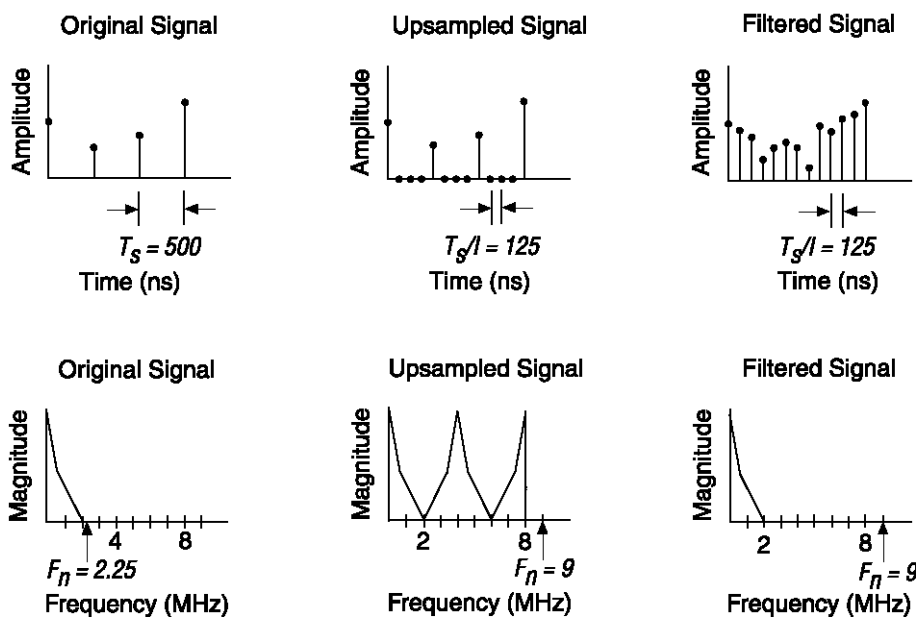 Original Signal
Upsampled Signal
Filtered Signal
Amplitude
Amplitude
Amplitude
T_s = 500
T_s/I = 125
T_s/I = 125
Time (ns)
Time (ns)
Time (ns)
Original Signal
Upsampled Signal
Filtered Signal
Magnitude
Magnitude
Magnitude
4 8
2 8
2 8
F_n = 2.25
F_n = 9
F_n = 9
Frequency (MHz)
Frequency (MHz)
Frequency (MHz)